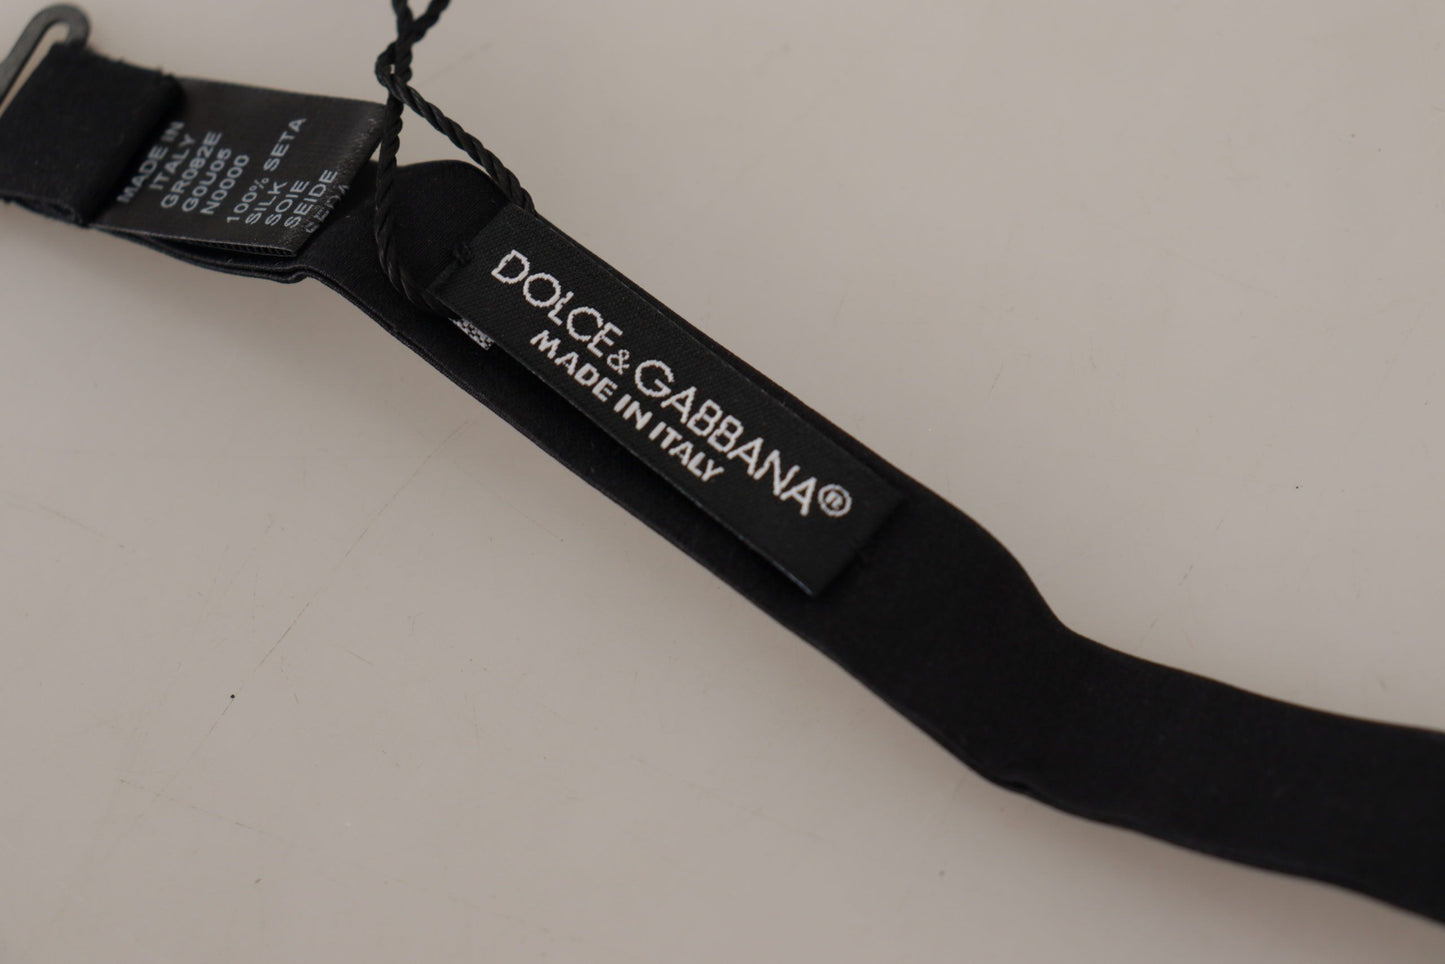 MADE IN
ITALY
GR082E
G0U05
N0000
100% SETA
SILK
SOIE
SEIDE
DOLCE&GABBANA®
MADE IN ITALY